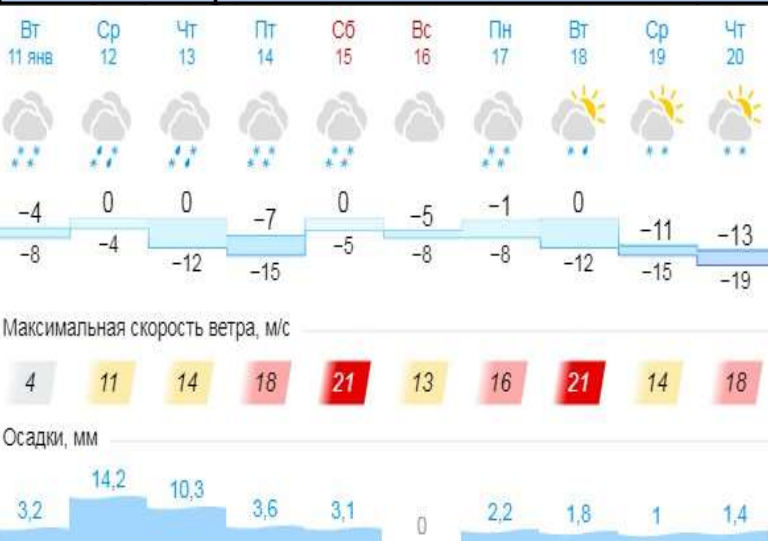 Вт Ср Чт Пт Сб Вс Пн Вт Ср Чт
11 янв 12 13 14 15 16 17 18 19 20
−4 0 0 −7 0 −5 −1 0 −11 −13
−8 −4 −12 −15 −5 −8 −8 −12 −15 −19
Максимальная скорость ветра, м/с
4 11 14 18 21 13 16 21 14 18
Осадки, мм
3,2 14,2 10,3 3,6 3,1 0 2,2 1,8 1 1,4